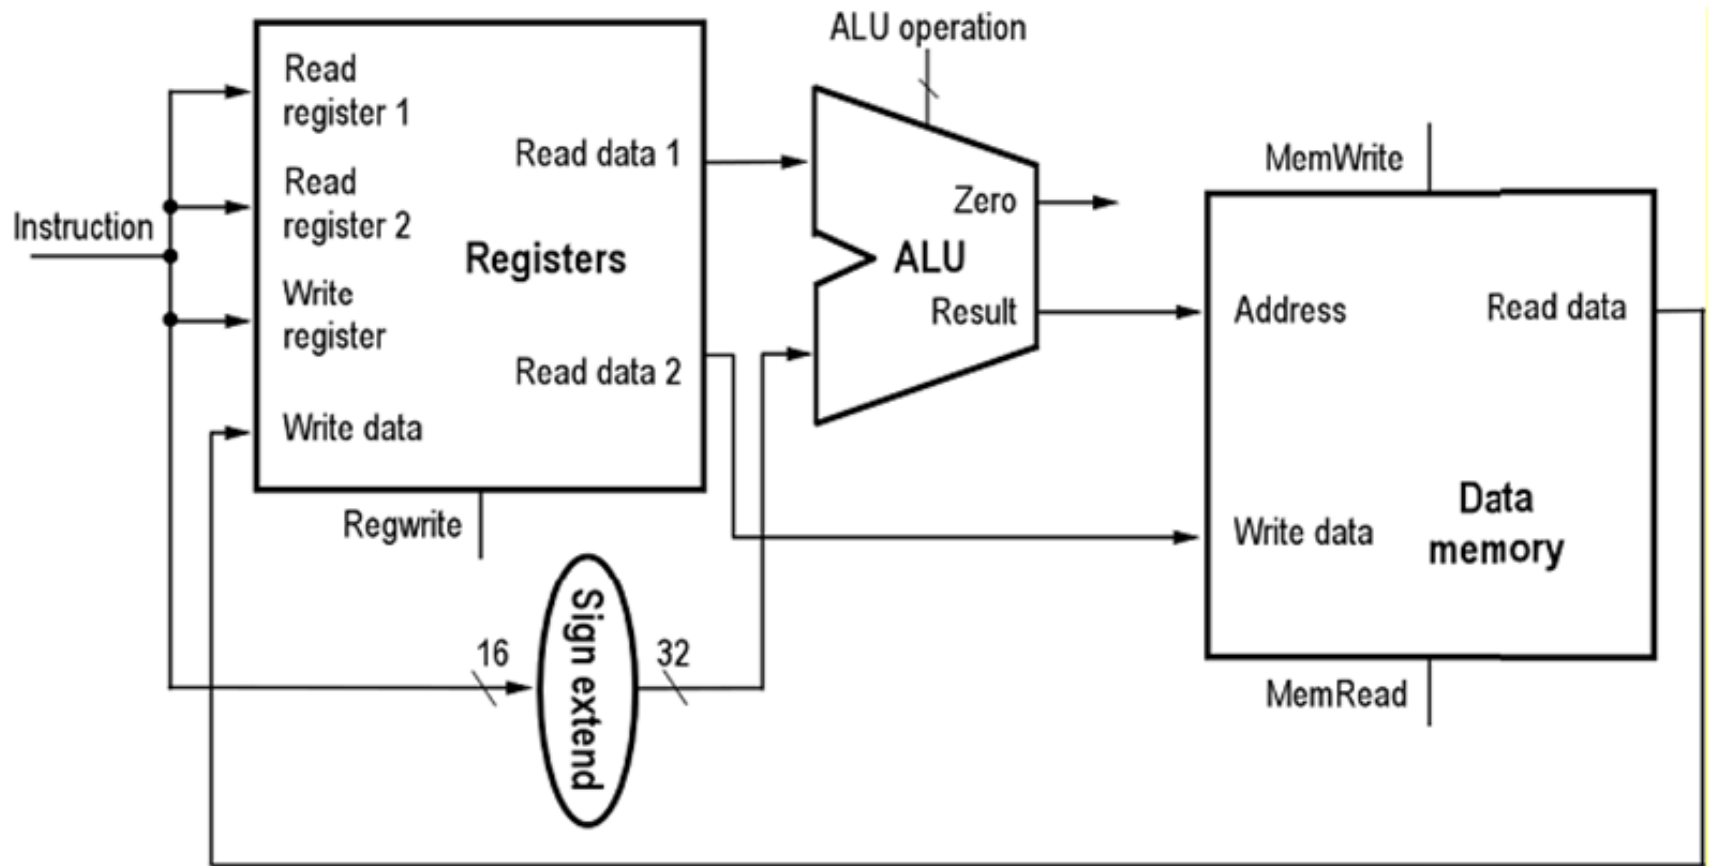 ALU operation
Read
register 1
Read data 1
Read
register 2
Instruction
Registers
Write
register
Read data 2
Write data
Regwrite
Zero
ALU
Result
MemWrite
Address
Read data
Write data
Data
memory
MemRead
16
Sign extend
32